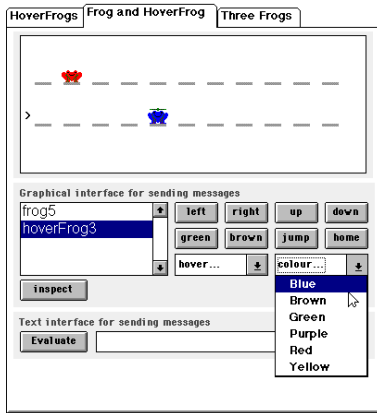 HoverFrogs Frog and HoverFrog Three Frogs
>
Graphical interface for sending messages
frog5
hoverFrog3
left right up down
green brown jump home
hover... colour...
inspect
Blue
Brown
Green
Purple
Red
Yellow
Text interface for sending messages
Evaluate